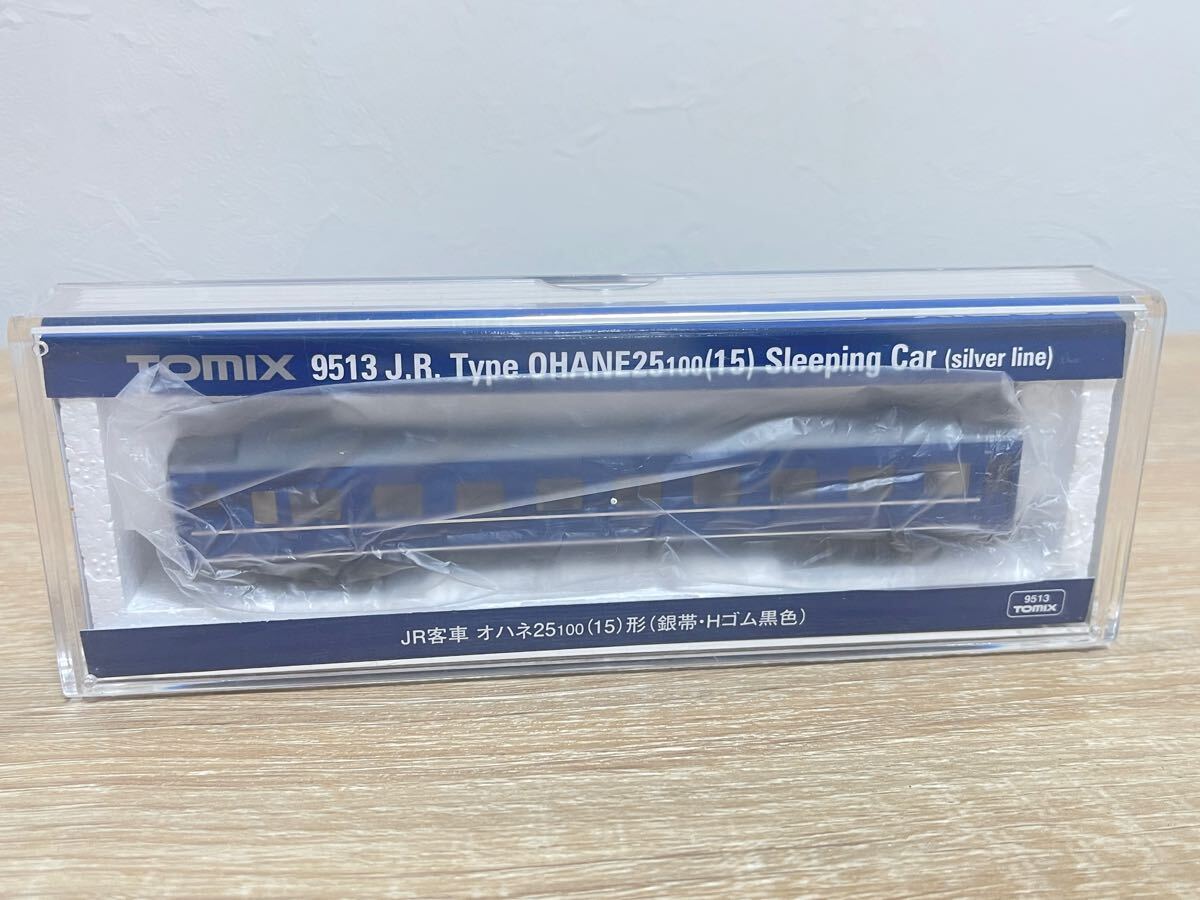 TOMIX 9513 J.R. Type OHANE25100(15) Sleeping Car (silver line)
9513
TOMIX
JR客車 オハネ25100(15)形(銀帯・Hゴム黒色)